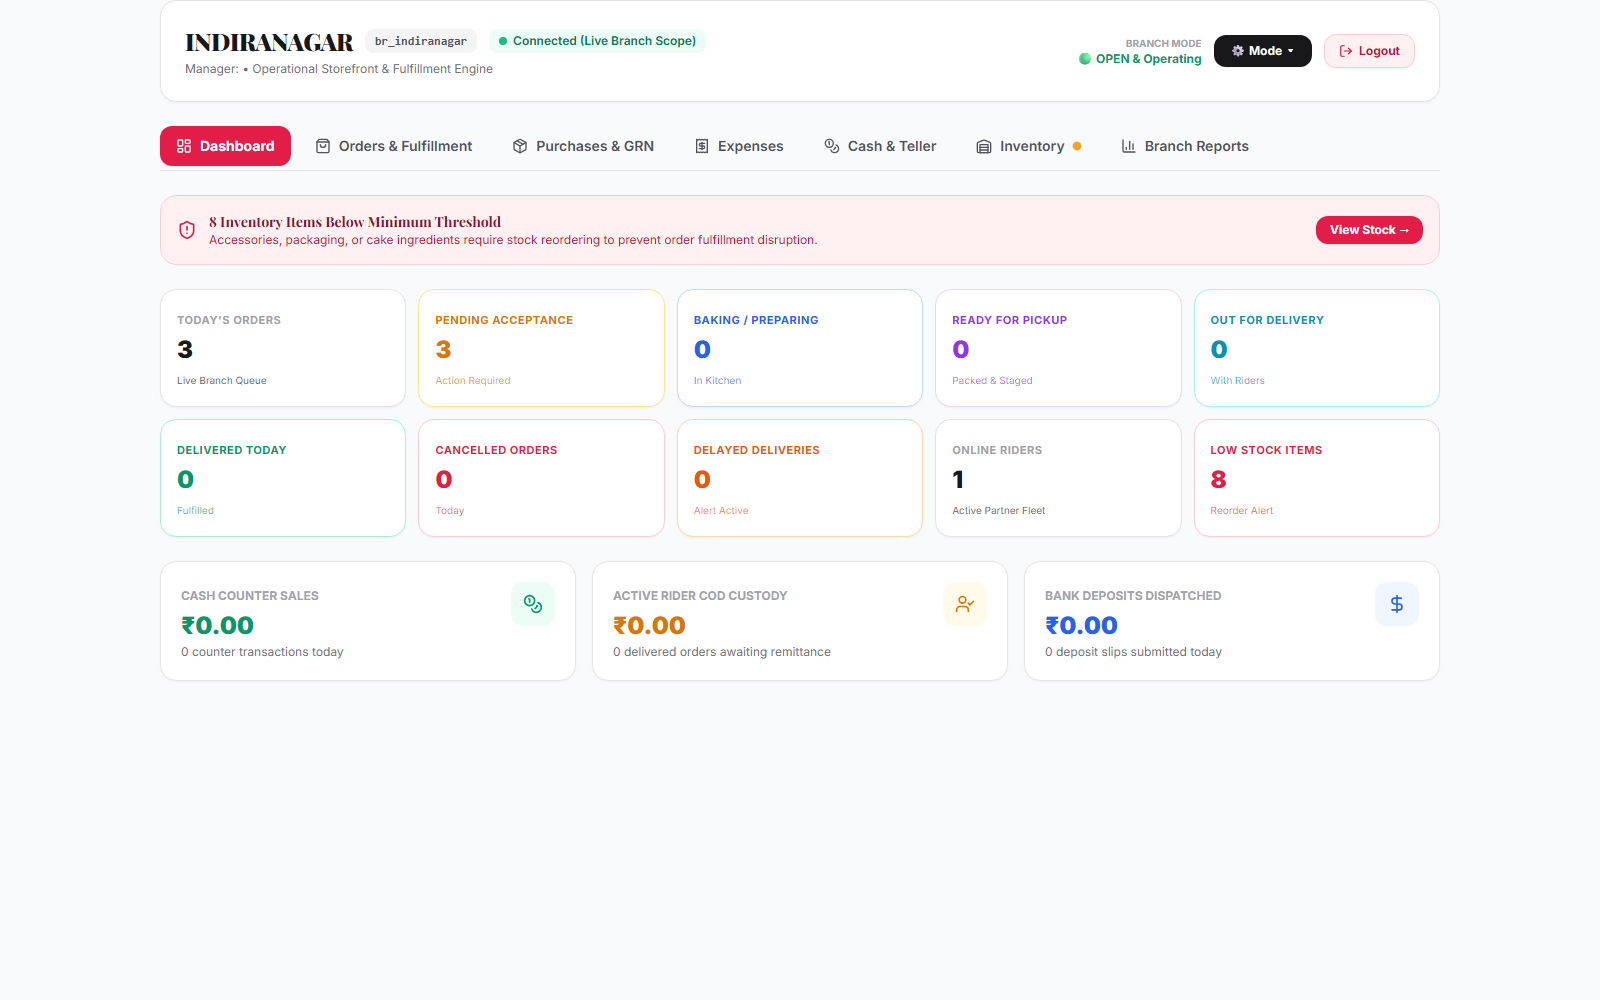 INDIRANAGAR
br_indiranagar
Connected (Live Branch Scope)
Manager: • Operational Storefront & Fulfillment Engine
BRANCH MODE
OPEN & Operating
Mode
Logout
Dashboard
Orders & Fulfillment
Purchases & GRN
Expenses
Cash & Teller
Inventory
Branch Reports
8 Inventory Items Below Minimum Threshold
Accessories, packaging, or cake ingredients require stock reordering to prevent order fulfillment disruption.
View Stock →
TODAY'S ORDERS
3
Live Branch Queue
PENDING ACCEPTANCE
3
Action Required
BAKING / PREPARING
0
In Kitchen
READY FOR PICKUP
0
Packed & Staged
OUT FOR DELIVERY
0
With Riders
DELIVERED TODAY
0
Fulfilled
CANCELLED ORDERS
0
Today
DELAYED DELIVERIES
0
Alert Active
ONLINE RIDERS
1
Active Partner Fleet
LOW STOCK ITEMS
8
Reorder Alert
CASH COUNTER SALES
₹0.00
0 counter transactions today
ACTIVE RIDER COD CUSTODY
₹0.00
0 delivered orders awaiting remittance
BANK DEPOSITS DISPATCHED
₹0.00
0 deposit slips submitted today